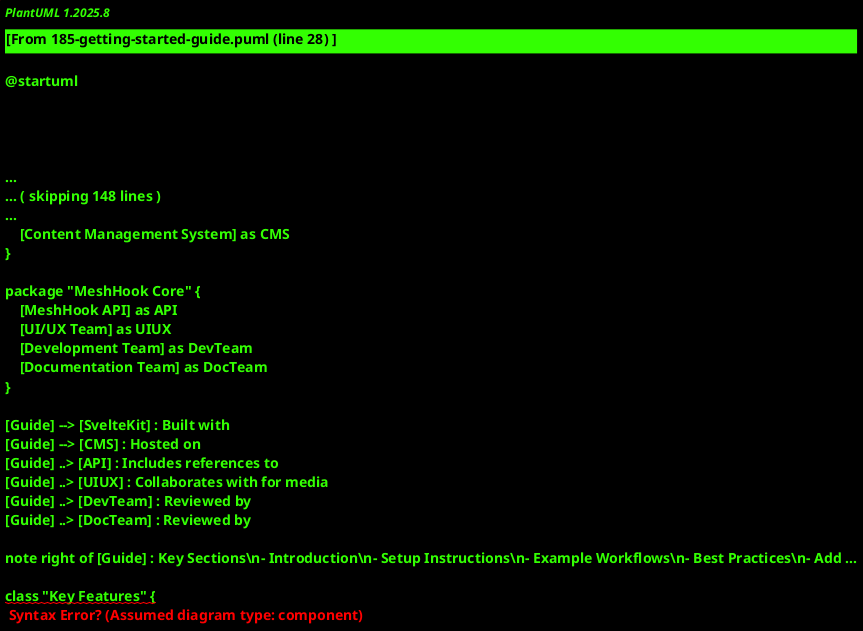 PlantUML 1.2025.8
[From 185-getting-started-guide.puml (line 28) ]
@startuml
...
... ( skipping 148 lines )
...
[Content Management System] as CMS
}
package "MeshHook Core" {
[MeshHook API] as API
[UI/UX Team] as UIUX
[Development Team] as DevTeam
[Documentation Team] as DocTeam
}
[Guide] --> [SvelteKit] : Built with
[Guide] --> [CMS] : Hosted on
[Guide] ..> [API] : Includes references to
[Guide] ..> [UIUX] : Collaborates with for media
[Guide] ..> [DevTeam] : Reviewed by
[Guide] ..> [DocTeam] : Reviewed by
note right of [Guide] : Key Sections\n- Introduction\n- Setup Instructions\n- Example Workflows\n- Best Practices\n- Add ...
class "Key Features" {
Syntax Error? (Assumed diagram type: component)